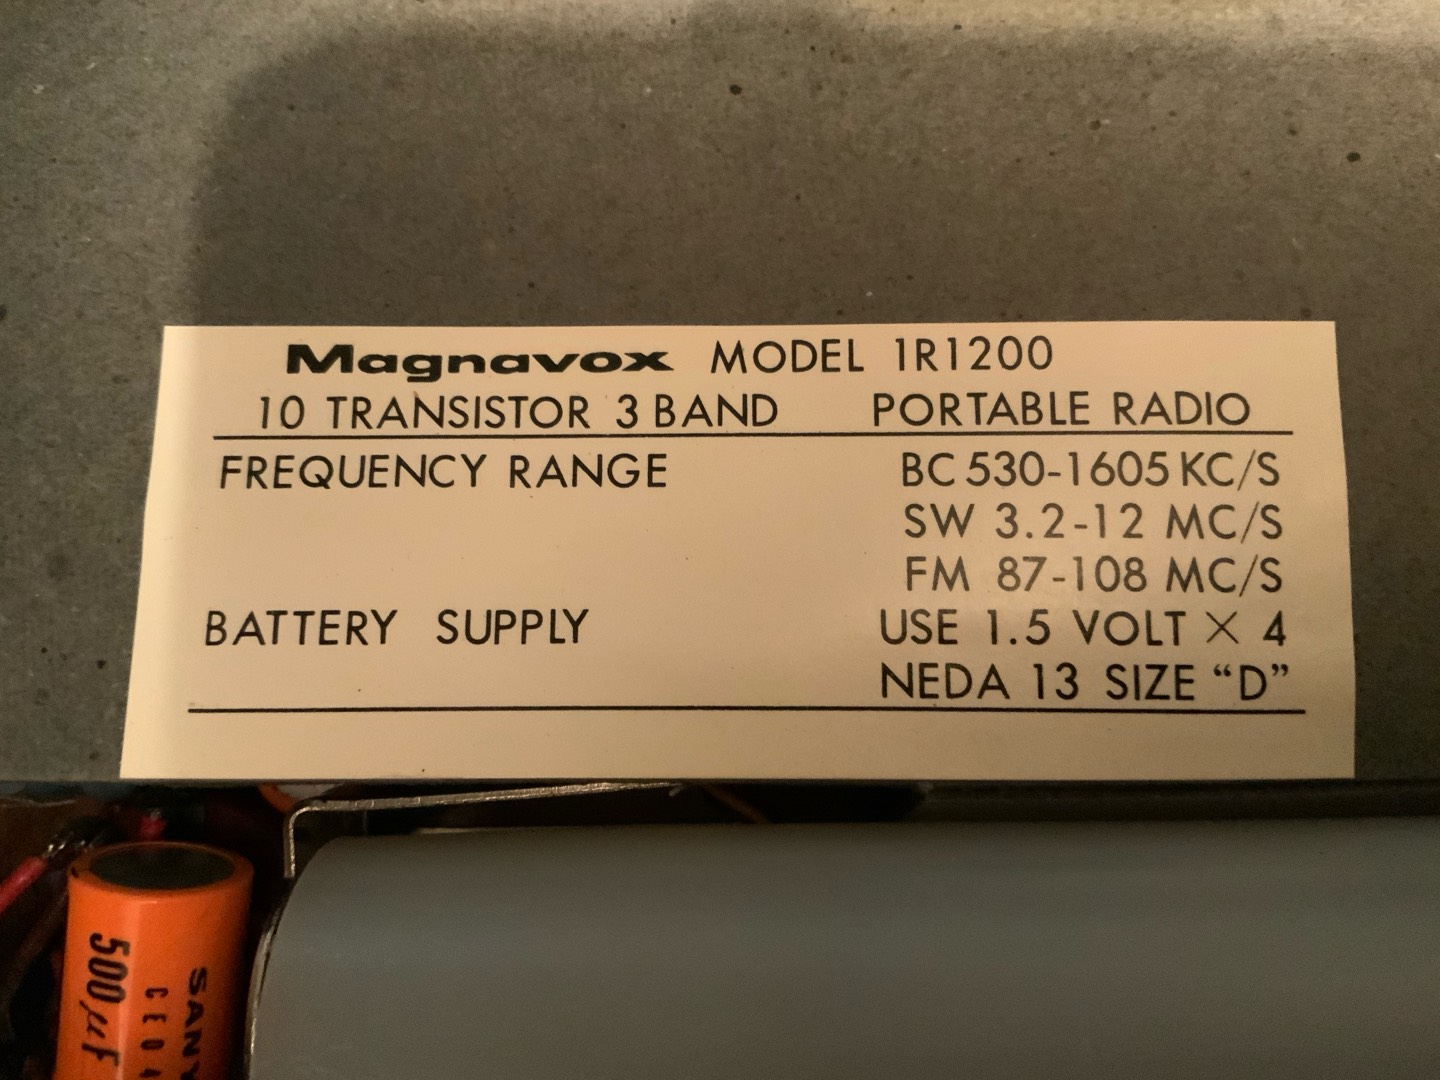 Magnavox MODEL 1R1200
10 TRANSISTOR 3 BAND PORTABLE RADIO
FREQUENCY RANGE BC 530-1605 KC/S
SW 3.2-12 MC/S
FM 87-108 MC/S
BATTERY SUPPLY USE 1.5 VOLT × 4
NEDA 13 SIZE “D”
500µF